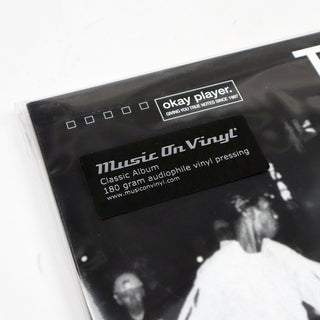 okay player.
GIVING YOU TRUE NOTES SINCE 1987
Music On Vinyl
Classic Album
180 gram audiophile vinyl pressing
www.musiconvinyl.com
T